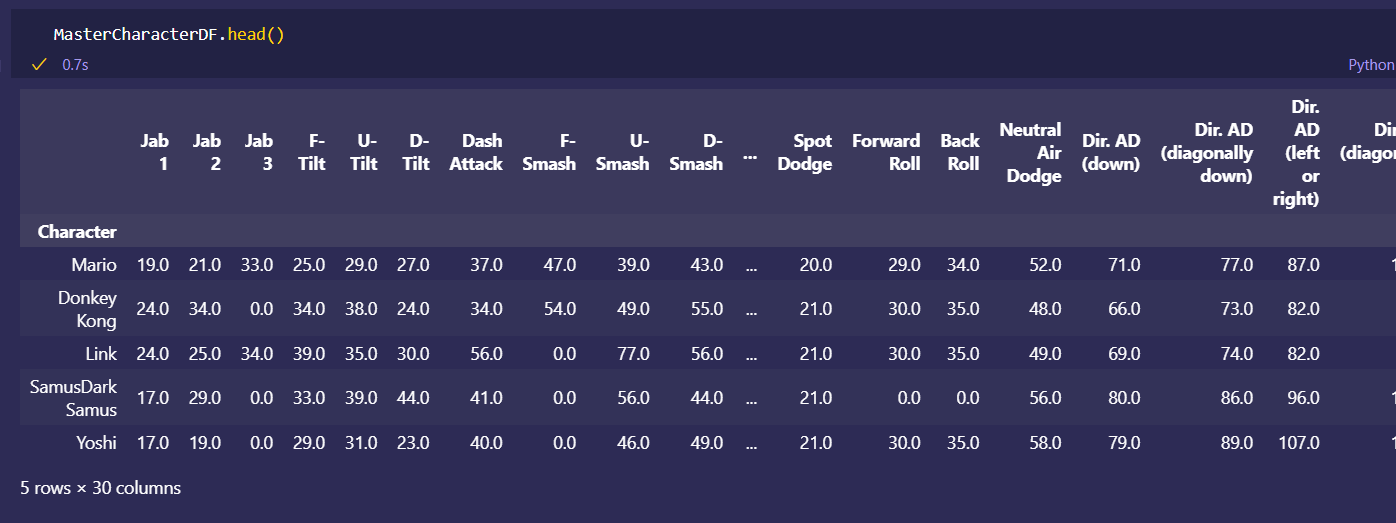 MasterCharacterDF.head()
0.7s
Python
Jab 1 Jab 2 Jab 3 F-Tilt U-Tilt D-Tilt Dash Attack F-Smash U-Smash D-Smash ... Spot Dodge Forward Roll Back Roll Neutral Air Dodge Dir. AD (down) Dir. AD (diagonally down) Dir. AD (left or right)
Character
Mario 19.0 21.0 33.0 25.0 29.0 27.0 37.0 47.0 39.0 43.0 ... 20.0 29.0 34.0 52.0 71.0 77.0 87.0
Donkey Kong 24.0 34.0 0.0 34.0 38.0 24.0 34.0 54.0 49.0 55.0 ... 21.0 30.0 35.0 48.0 66.0 73.0 82.0
Link 24.0 25.0 34.0 39.0 35.0 30.0 56.0 0.0 77.0 56.0 ... 21.0 30.0 35.0 49.0 69.0 74.0 82.0
SamusDark Samus 17.0 29.0 0.0 33.0 39.0 44.0 41.0 0.0 56.0 44.0 ... 21.0 0.0 0.0 56.0 80.0 86.0 96.0
Yoshi 17.0 19.0 0.0 29.0 31.0 23.0 40.0 0.0 46.0 49.0 ... 21.0 30.0 35.0 58.0 79.0 89.0 107.0
5 rows × 30 columns